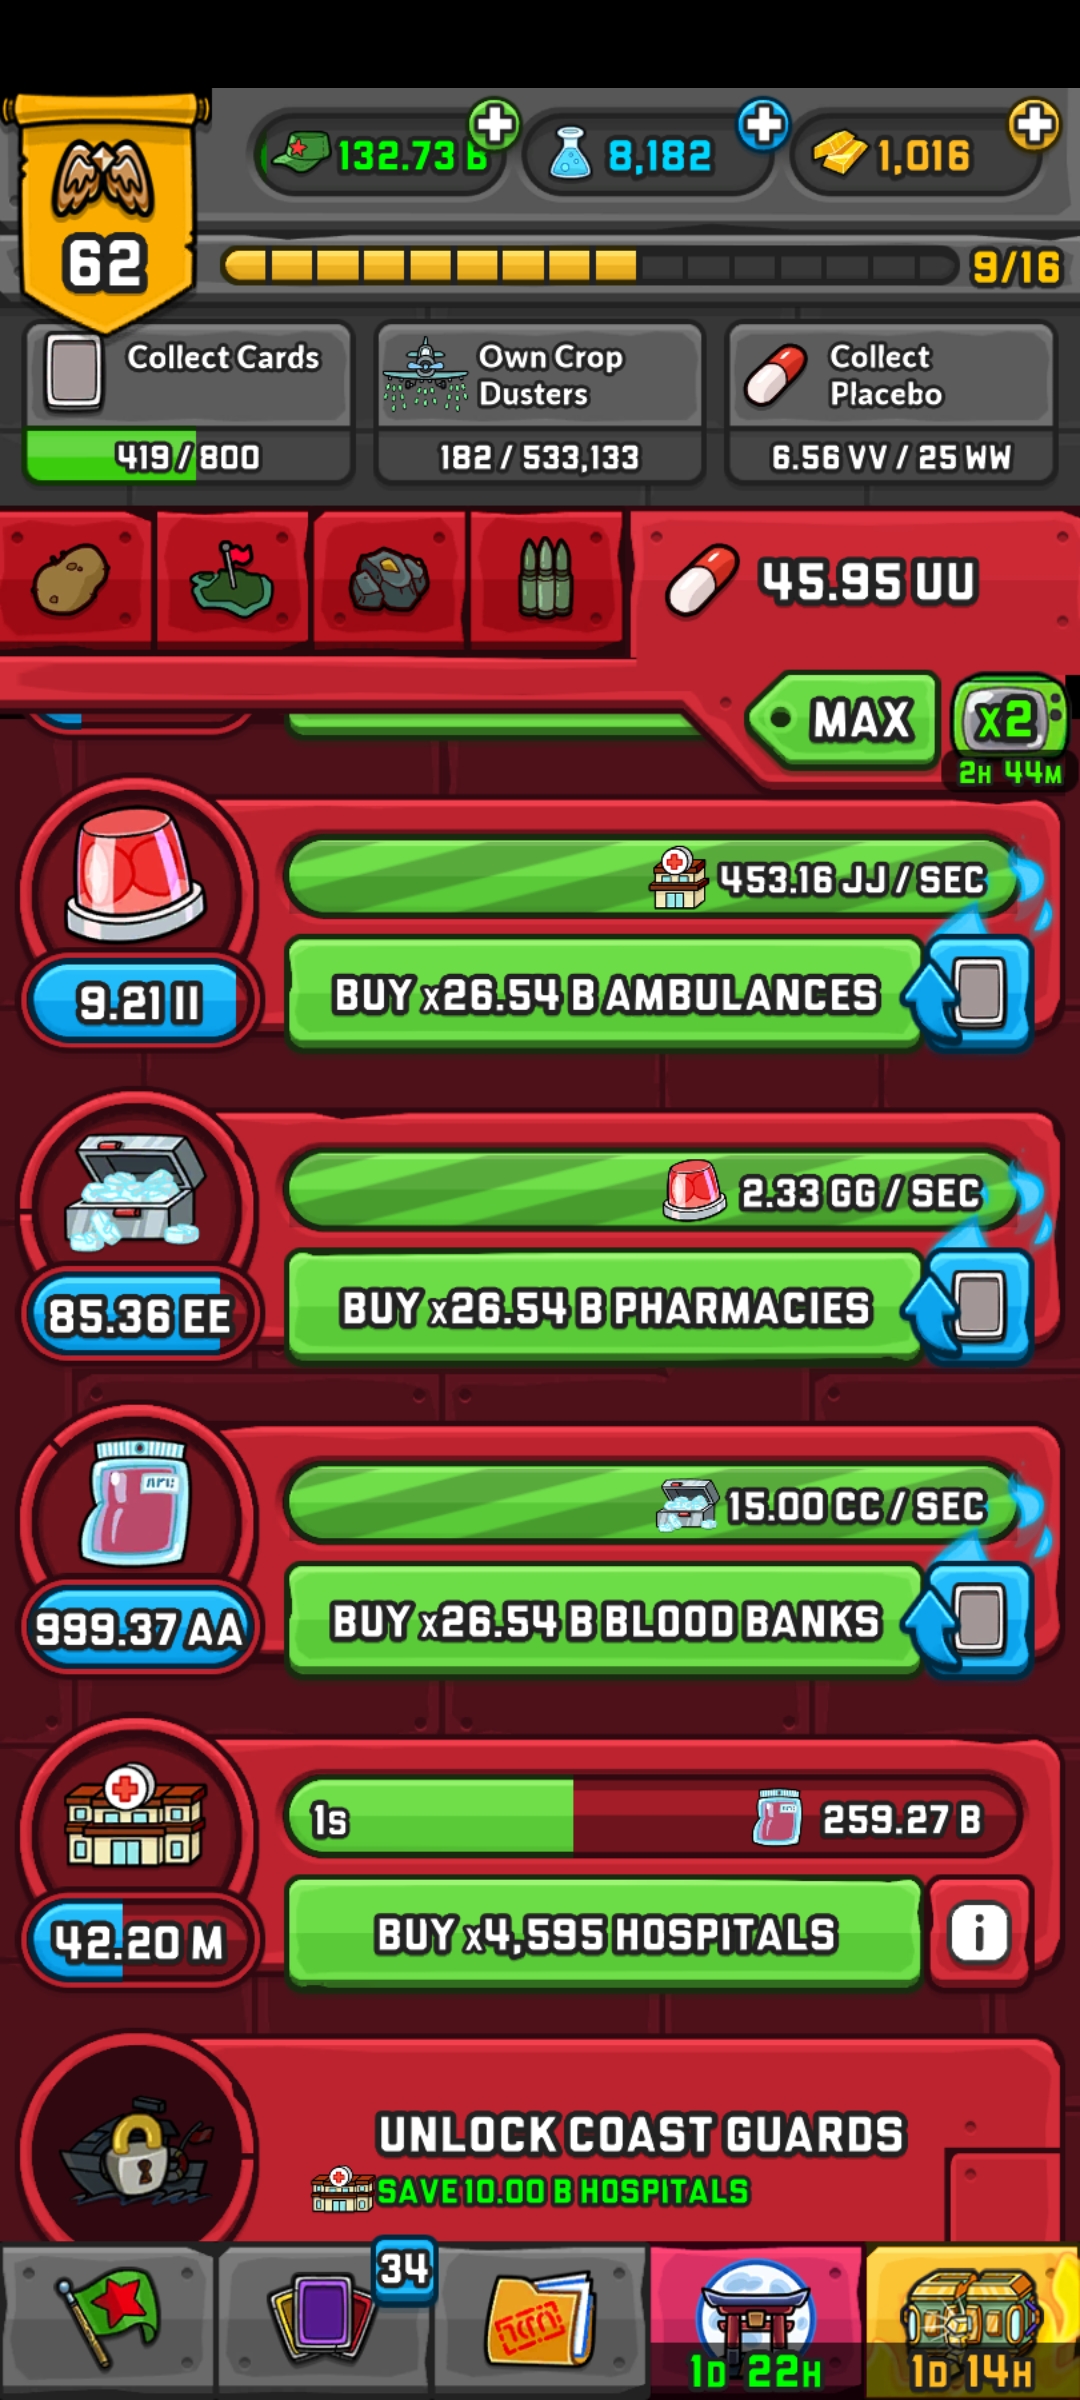 62
132.73 B
8,182
1,016
9/16
Collect Cards
419 / 800
Own Crop
Dusters
182 / 533,133
Collect
Placebo
6.56 VV / 25 WW
45.95 UU
MAX
x2
2H 44M
453.16 JJ / SEC
9.21 II
BUY x26.54 B AMBULANCES
2.33 GG / SEC
85.36 EE
BUY x26.54 B PHARMACIES
15.00 CC / SEC
999.37 AA
BUY x26.54 B BLOOD BANKS
1s
259.27 B
42.20 M
BUY x4,595 HOSPITALS
i
UNLOCK COAST GUARDS
SAVE 10.00 B HOSPITALS
34
1D 22H
1D 14H